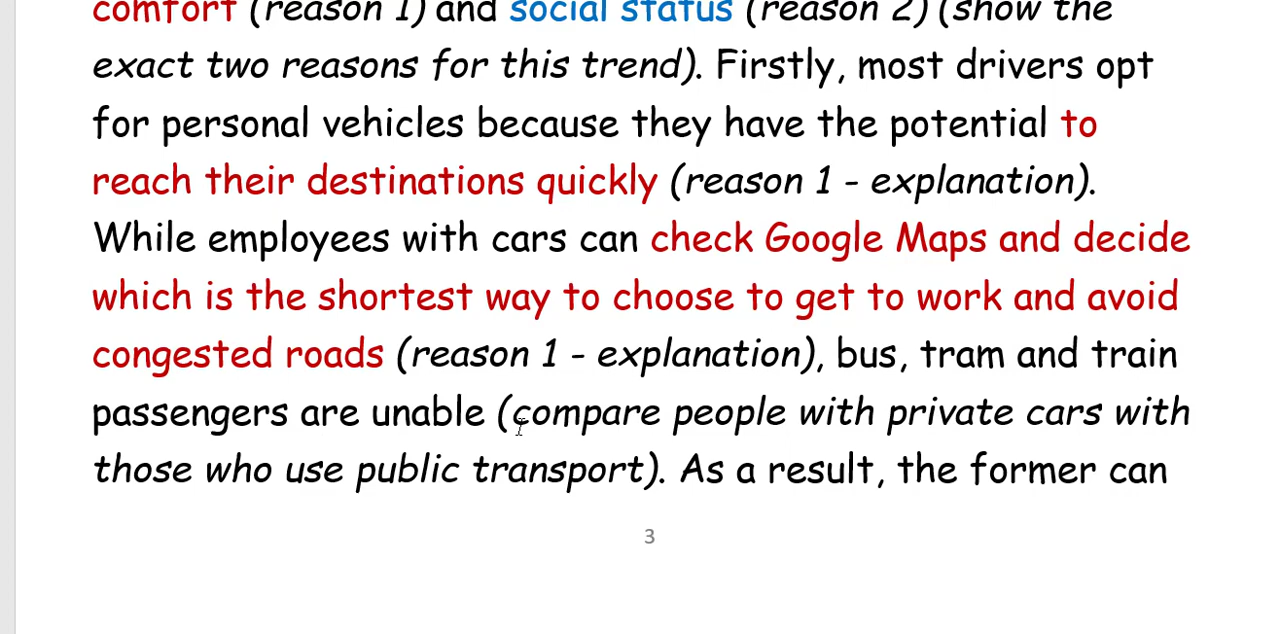 comfort (reason 1) and social status (reason 2) (show the
exact two reasons for this trend). Firstly, most drivers opt
for personal vehicles because they have the potential to
reach their destinations quickly (reason 1 - explanation).
While employees with cars can check Google Maps and decide
which is the shortest way to choose to get to work and avoid
congested roads (reason 1 - explanation), bus, tram and train
passengers are unable (compare people with private cars with
those who use public transport). As a result, the former can
3